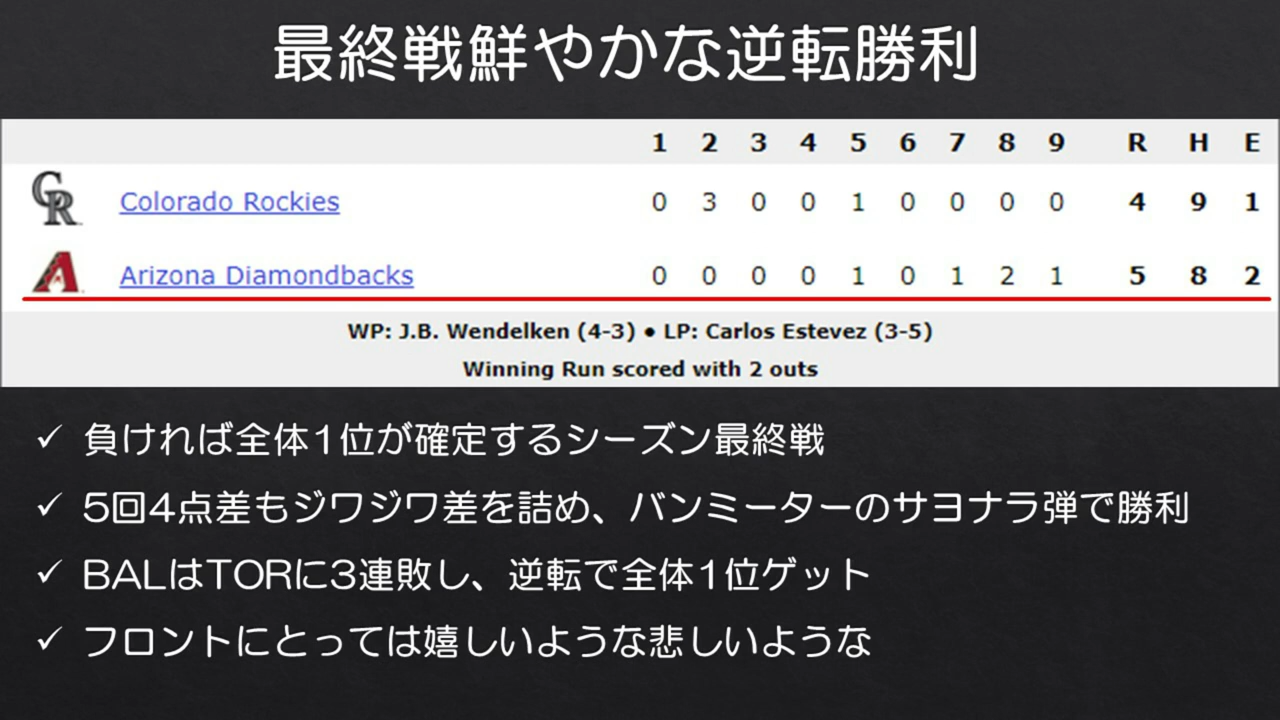 最終戦鮮やかな逆転勝利
1 2 3 4 5 6 7 8 9 R H E
CR Colorado Rockies 0 3 0 0 1 0 0 0 0 4 9 1
A Arizona Diamondbacks 0 0 0 0 1 0 1 2 1 5 8 2
WP: J.B. Wendelken (4-3) • LP: Carlos Estevez (3-5)
Winning Run scored with 2 outs
✓ 負ければ全体1位が確定するシーズン最終戦
✓ 5回4点差もジワジワ差を詰め、バンミーターのサヨナラ弾で勝利
✓ BALはTORに3連敗し、逆転で全体1位ゲット
✓ フロントにとっては嬉しいような悲しいような